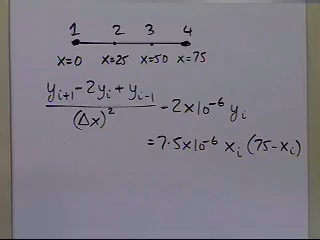 1 2 3 4
x=0 x=25 x=50 x=75
(y_{i+1} - 2y_i + y_{i-1}) / (Δx)^2 - 2×10^{-6} y_i
= 7.5×10^{-6} x_i (75 - x_i)